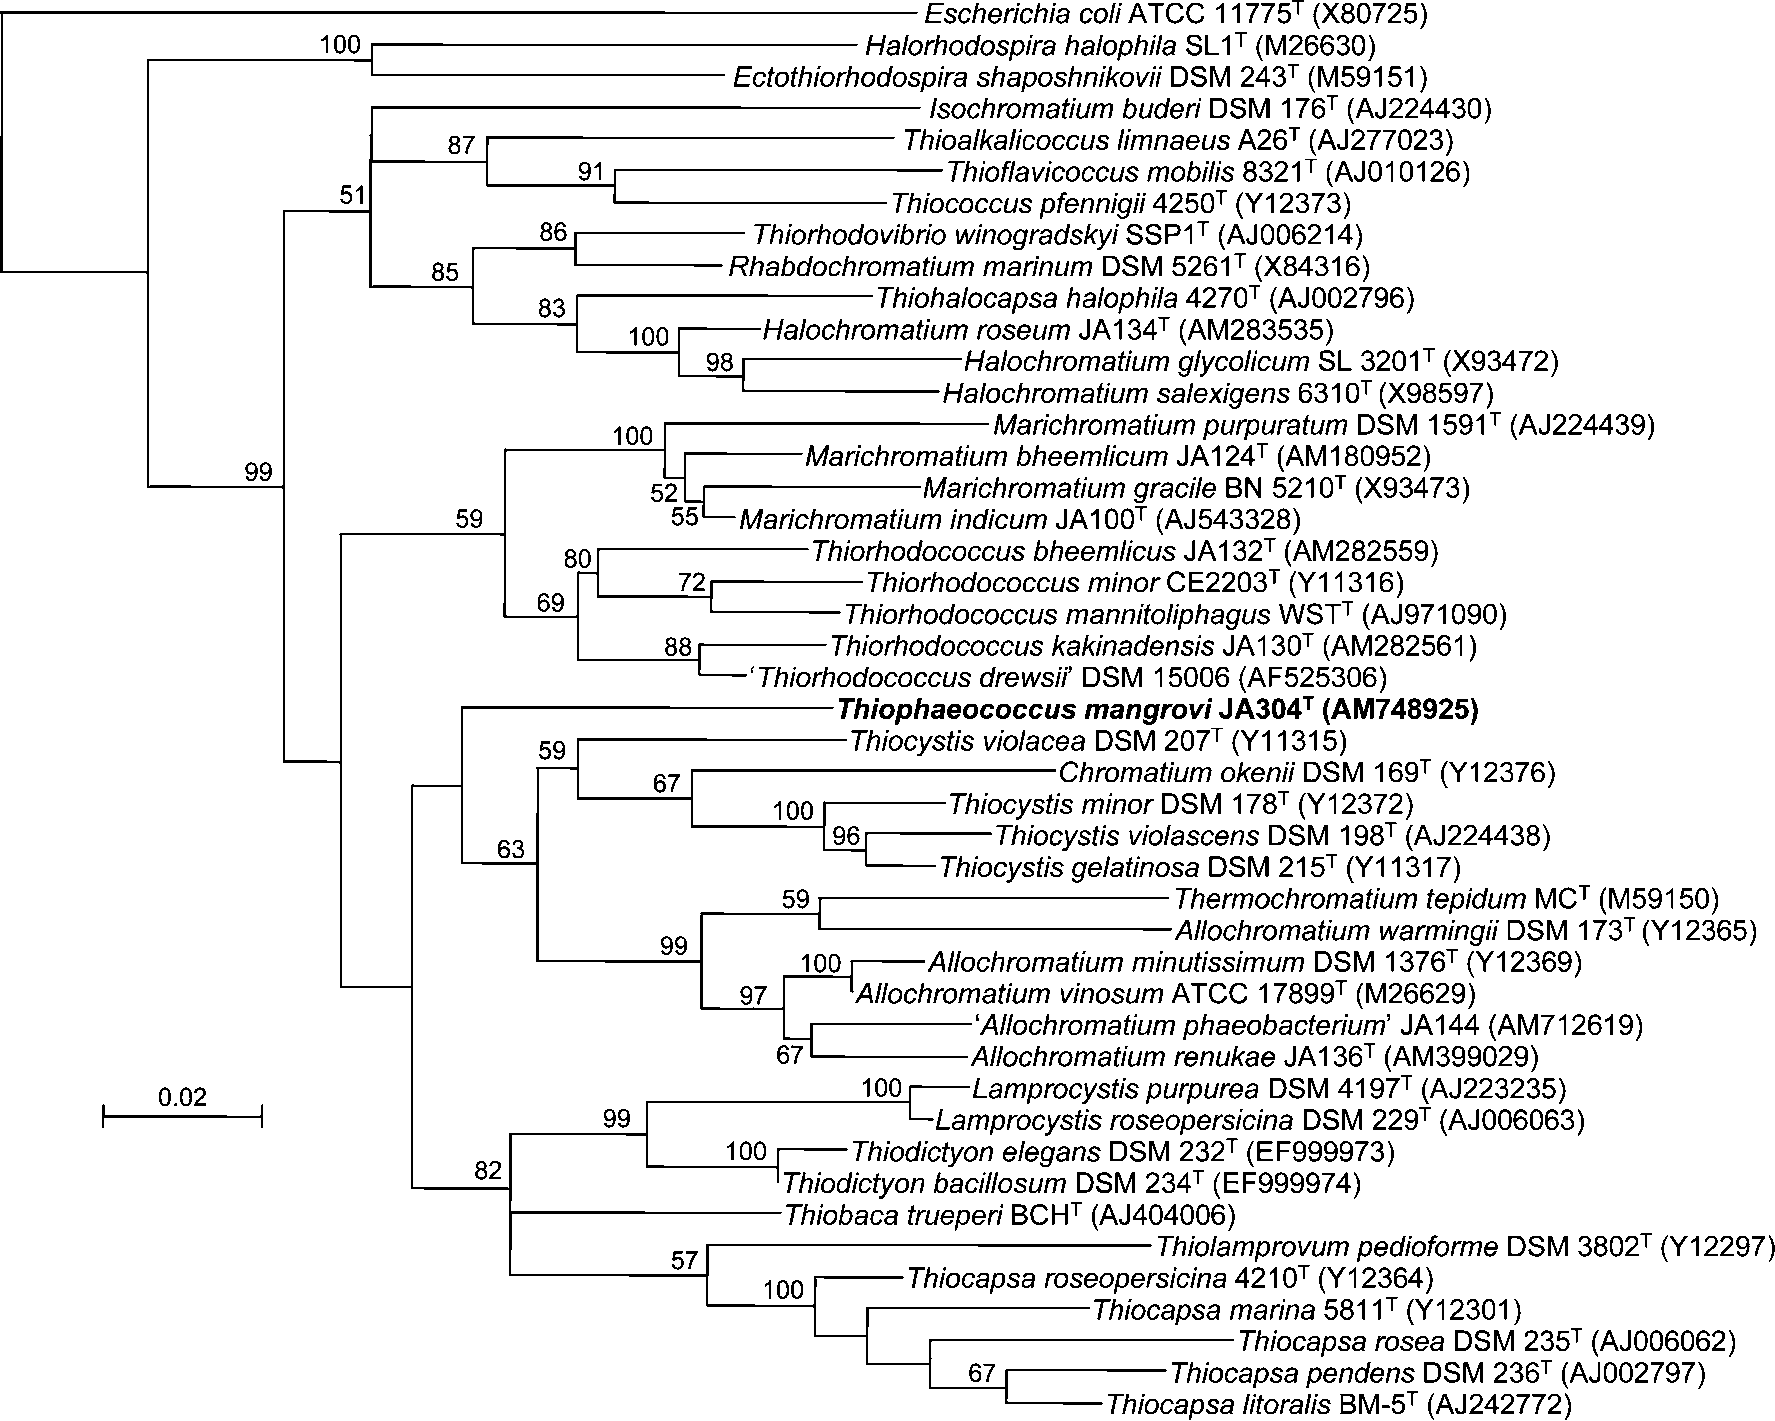 Escherichia coli ATCC 11775T (X80725)
100 Halorhodospira halophila SL1T (M26630)
Ectothiorhodospira shaposhnikovii DSM 243T (M59151)
Isochromatium buderi DSM 176T (AJ224430)
87 Thioalkalicoccus limnaeus A26T (AJ277023)
91 Thioflavicoccus mobilis 8321T (AJ010126)
51 Thiococcus pfennigii 4250T (Y12373)
86 Thiorhodovibrio winogradskyi SSP1T (AJ006214)
85 Rhabdochromatium marinum DSM 5261T (X84316)
83 Thiohalocapsa halophila 4270T (AJ002796)
100 Halochromatium roseum JA134T (AM283535)
98 Halochromatium glycolicum SL 3201T (X93472)
Halochromatium salexigens 6310T (X98597)
100 Marichromatium purpuratum DSM 1591T (AJ224439)
Marichromatium bheemlicum JA124T (AM180952)
99 52 Marichromatium gracile BN 5210T (X93473)
59 55 Marichromatium indicum JA100T (AJ543328)
80 Thiorhodococcus bheemlicus JA132T (AM282559)
72 Thiorhodococcus minor CE2203T (Y11316)
69 Thiorhodococcus mannitoliphagus WSTT (AJ971090)
88 Thiorhodococcus kakinadensis JA130T (AM282561)
‘Thiorhodococcus drewsii’ DSM 15006 (AF525306)
Thiophaeococcus mangrovi JA304T (AM748925)
59 Thiocystis violacea DSM 207T (Y11315)
67 Chromatium okenii DSM 169T (Y12376)
100 Thiocystis minor DSM 178T (Y12372)
96 Thiocystis violascens DSM 198T (AJ224438)
63 Thiocystis gelatinosa DSM 215T (Y11317)
59 Thermochromatium tepidum MCT (M59150)
Allochromatium warmingii DSM 173T (Y12365)
99 100 Allochromatium minutissimum DSM 1376T (Y12369)
97 Allochromatium vinosum ATCC 17899T (M26629)
‘Allochromatium phaeobacterium’ JA144 (AM712619)
67 Allochromatium renukae JA136T (AM399029)
0.02 100 Lamprocystis purpurea DSM 4197T (AJ223235)
99 Lamprocystis roseopersicina DSM 229T (AJ006063)
100 Thiodictyon elegans DSM 232T (EF999973)
82 Thiodictyon bacillosum DSM 234T (EF999974)
Thiobaca trueperi BCHT (AJ404006)
57 Thiolamprovum pedioforme DSM 3802T (Y12297)
100 Thiocapsa roseopersicina 4210T (Y12364)
Thiocapsa marina 5811T (Y12301)
Thiocapsa rosea DSM 235T (AJ006062)
67 Thiocapsa pendens DSM 236T (AJ002797)
Thiocapsa litoralis BM-5T (AJ242772)